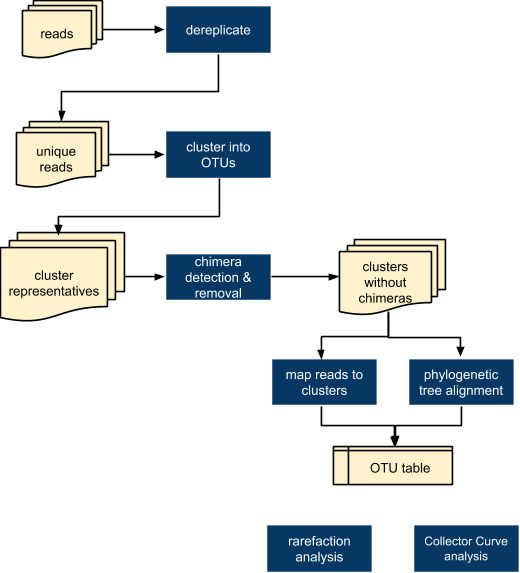 reads
dereplicate
unique
reads
cluster into
OTUs
cluster
representatives
chimera
detection &
removal
clusters
without
chimeras
map reads to
clusters
phylogenetic
tree alignment
OTU table
rarefaction
analysis
Collector Curve
analysis